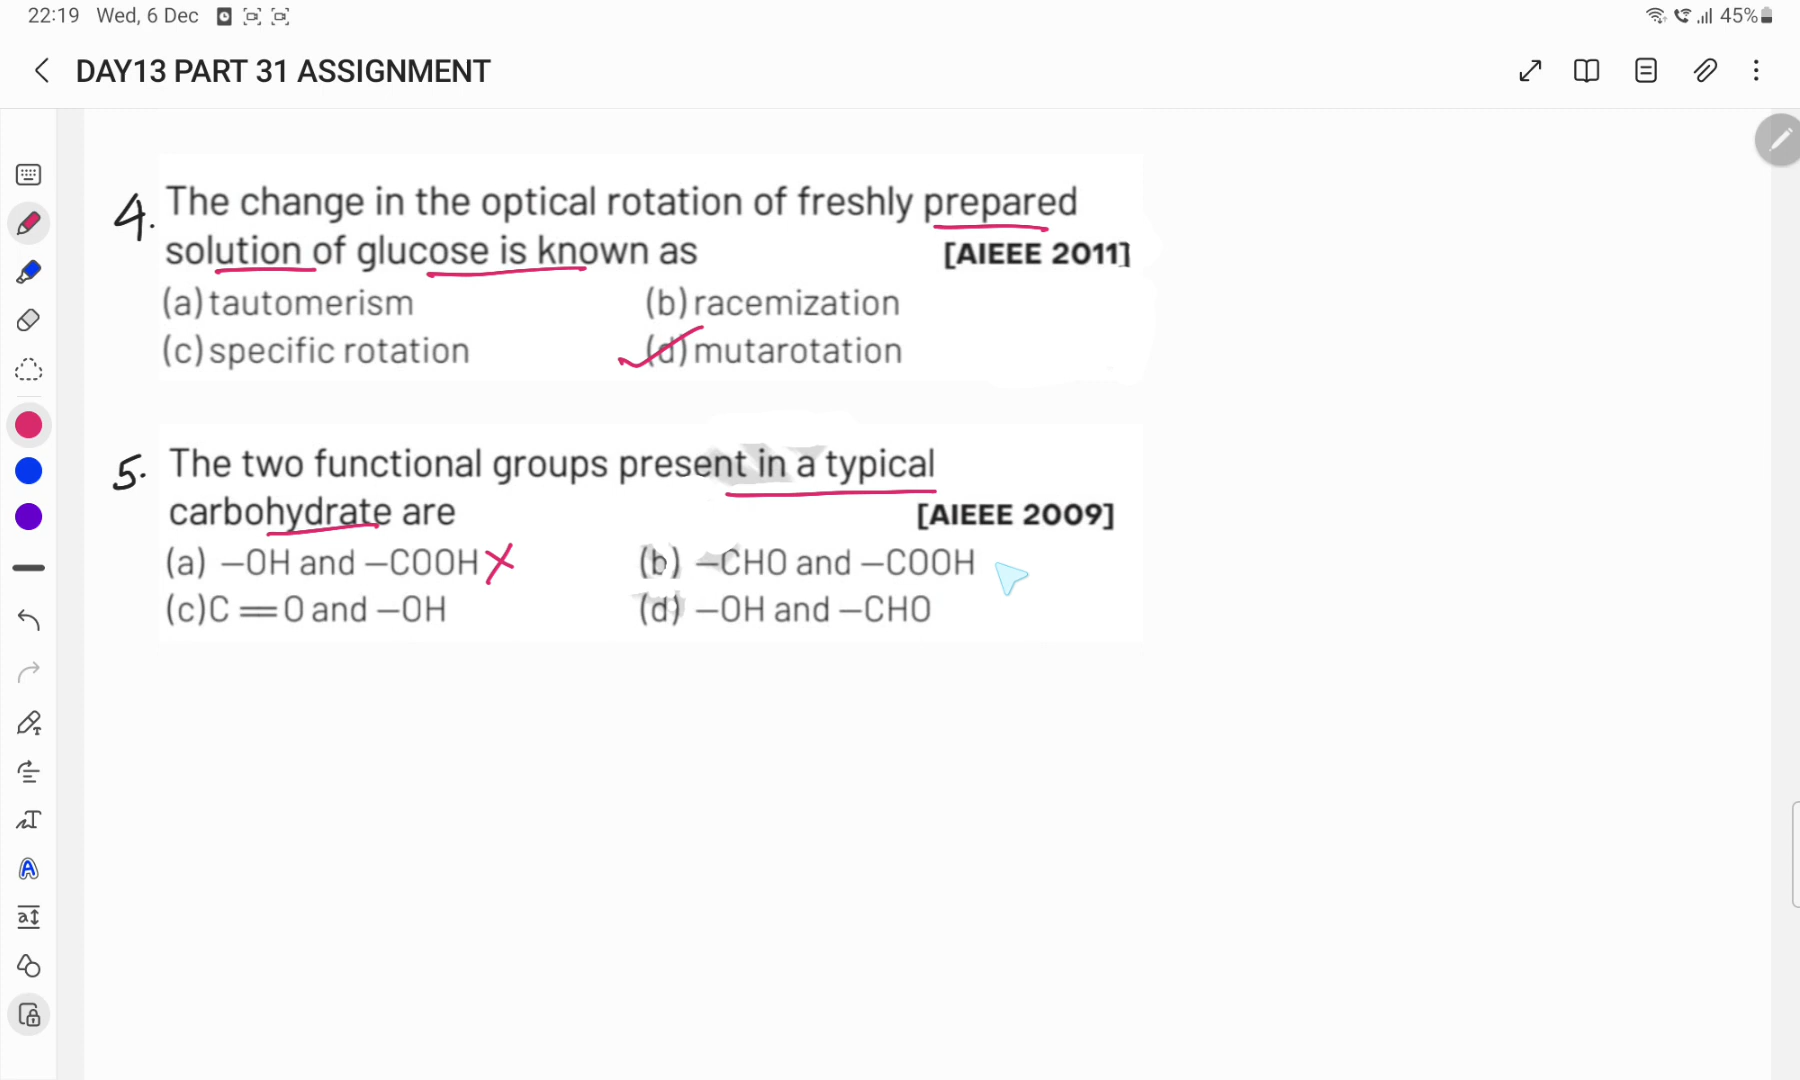 22:19 Wed, 6 Dec 45%
DAY13 PART 31 ASSIGNMENT
4. The change in the optical rotation of freshly prepared
solution of glucose is known as [AIEEE 2011]
(a) tautomerism (b) racemization
(c) specific rotation (d) mutarotation
5. The two functional groups present in a typical
carbohydrate are [AIEEE 2009]
(a) –OH and –COOH (b) –CHO and –COOH
(c) C=O and –OH (d) –OH and –CHO